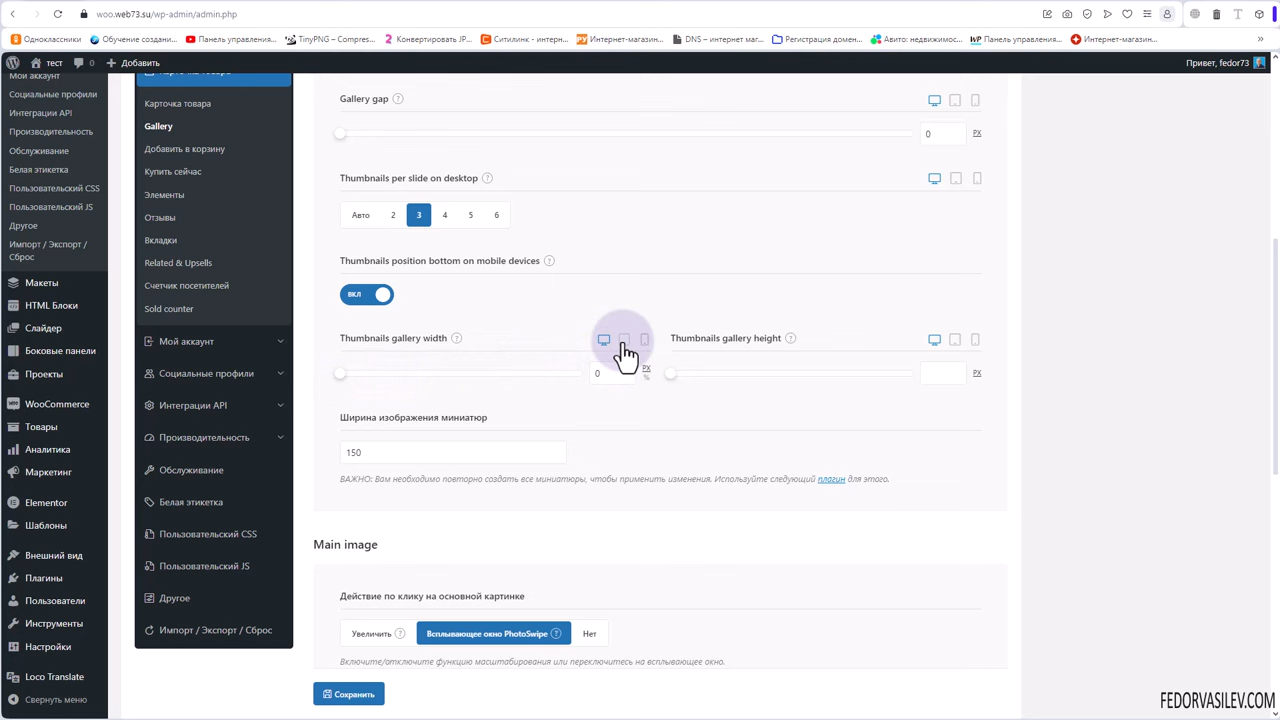 woo.web73.su/wp-admin/admin.php
Одноклассники
Обучение создани...
Панель управления...
TinyPNG – Compres...
Конвертировать JP...
Ситилинк - интерн...
Интернет-магазин...
DNS – интернет маг...
Регистрация домен...
Авито: недвижимос...
Панель управления...
Интернет-магазин...
тест
0
Добавить
Привет, fedor73
Мой аккаунт
Социальные профили
Интеграции API
Производительность
Обслуживание
Белая этикетка
Пользовательский CSS
Пользовательский JS
Другое
Импорт / Экспорт /
Сброс
Макеты
HTML Блоки
Слайдер
Боковые панели
Проекты
WooCommerce
Товары
Аналитика
Маркетинг
Elementor
Шаблоны
Внешний вид
Плагины
Пользователи
Инструменты
Настройки
Loco Translate
Свернуть меню
Карточка товара
Карточка товара
Gallery
Добавить в корзину
Купить сейчас
Элементы
Отзывы
Вкладки
Related & Upsells
Счетчик посетителей
Sold counter
Мой аккаунт
Социальные профили
Интеграции API
Производительность
Обслуживание
Белая этикетка
Пользовательский CSS
Пользовательский JS
Другое
Импорт / Экспорт / Сброс
Gallery gap ?
0 PX
Thumbnails per slide on desktop ?
Авто 2 3 4 5 6
Thumbnails position bottom on mobile devices ?
ВКЛ
Thumbnails gallery width ?
0 PX
%
Thumbnails gallery height ?
PX
Ширина изображения миниатюр
150
ВАЖНО: Вам необходимо повторно создать все миниатюры, чтобы применить изменения. Используйте следующий плагин для этого.
Main image
Действие по клику на основной картинке
Увеличить ? Всплывающее окно PhotoSwipe ? Нет
Включите/отключите функцию масштабирования или переключитесь на всплывающее окно.
Сохранить
FEDORVASILEV.COM